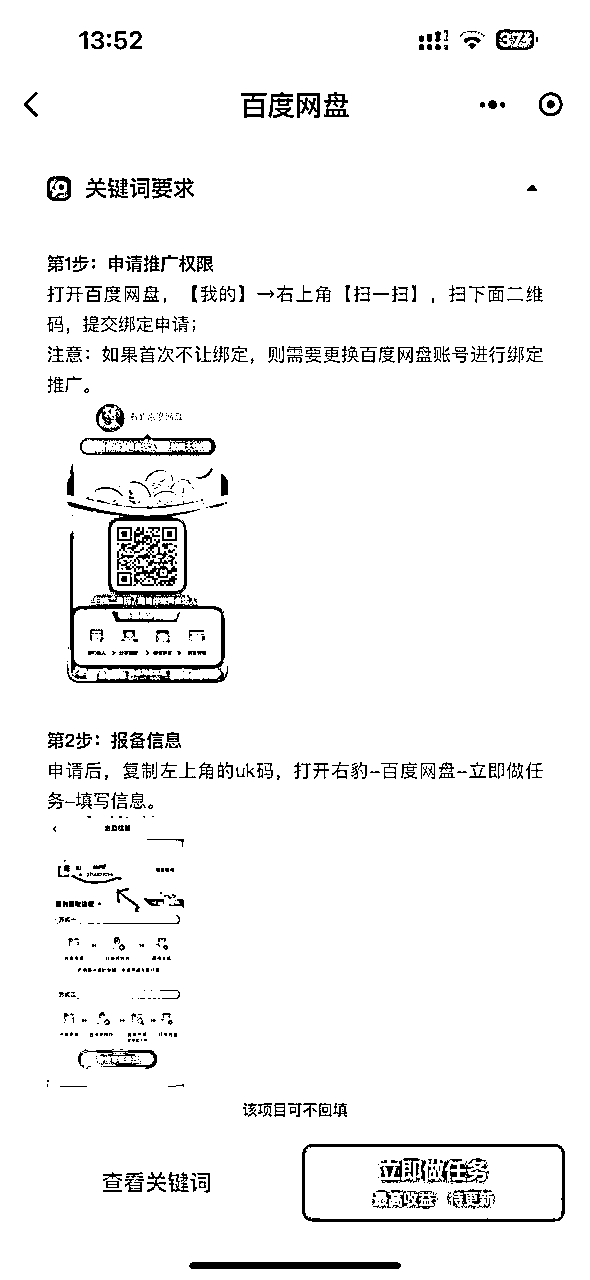 13:52
37
百度网盘
关键词要求
第1步：申请推广权限
打开百度网盘，【我的】→右上角【扫一扫】，扫下面二维
码，提交绑定申请；
注意：如果首次不让绑定，则需要更换百度网盘账号进行绑定
推广。
第2步：报备信息
申请后，复制左上角的uk码，打开右豹--百度网盘--立即做任
务--填写信息。
该项目可不回填
查看关键词
立即做任务
最高收益 待更新